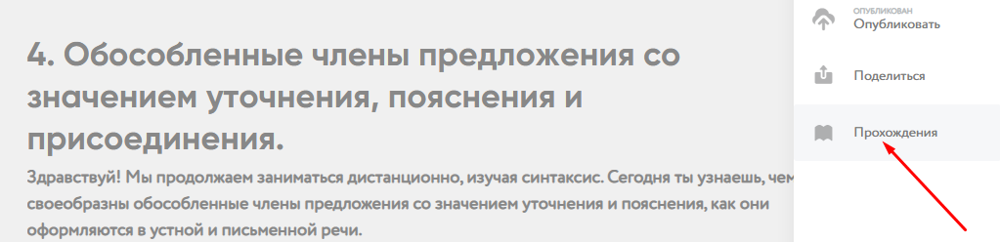 4. Обособленные члены предложения со
значением уточнения, пояснения и
присоединения.
Здравствуй! Мы продолжаем заниматься дистанционно, изучая синтаксис. Сегодня ты узнаешь, чем
своеобразны обособленные члены предложения со значением уточнения и пояснения, как они
оформляются в устной и письменной речи.
ОПУБЛИКОВАН
Опубликовать
Поделиться
Прохождения